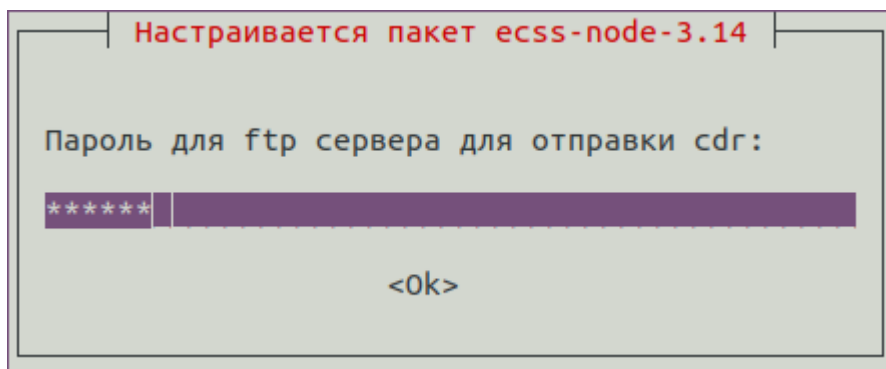 Настраивается пакет ecss-node-3.14
Пароль для ftp сервера для отправки cdr:
******
<Ok>